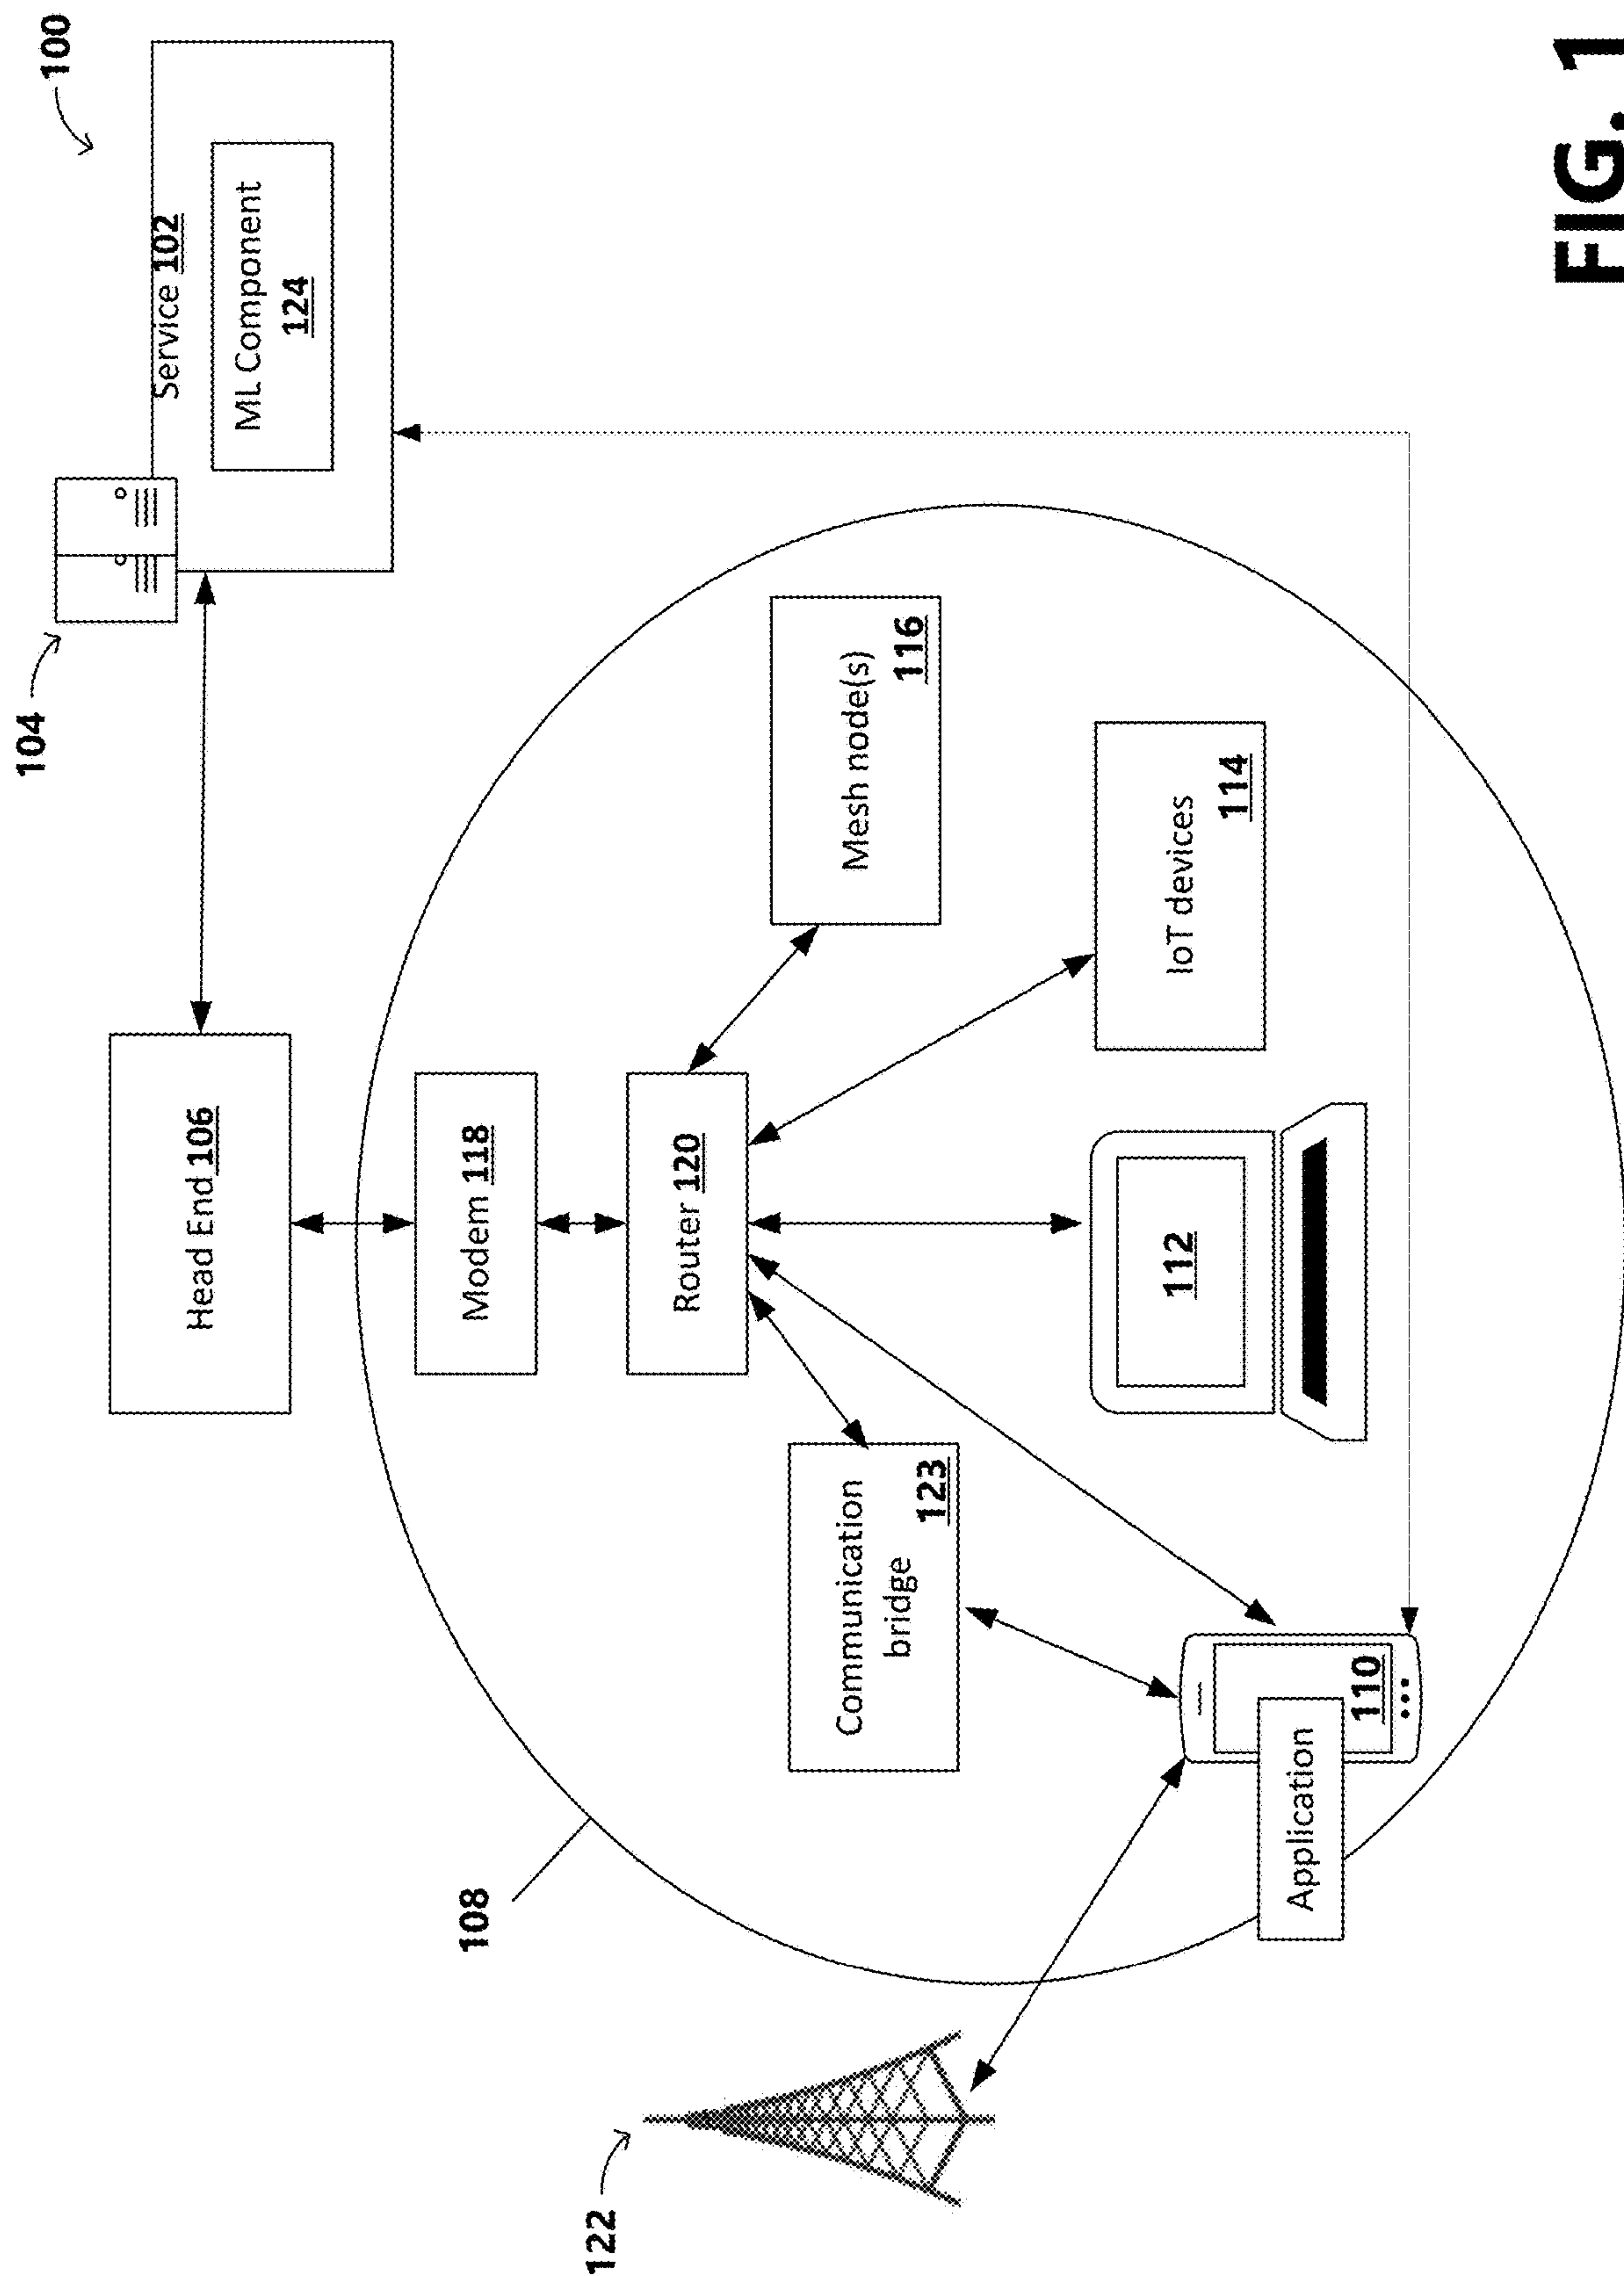 100
104
Service 102
ML Component
124
Head End 106
108
Modem 118
Router 120
122
Communication
bridge
123
Mesh node(s)
116
112
IoT devices
114
110
Application
FIG. 1